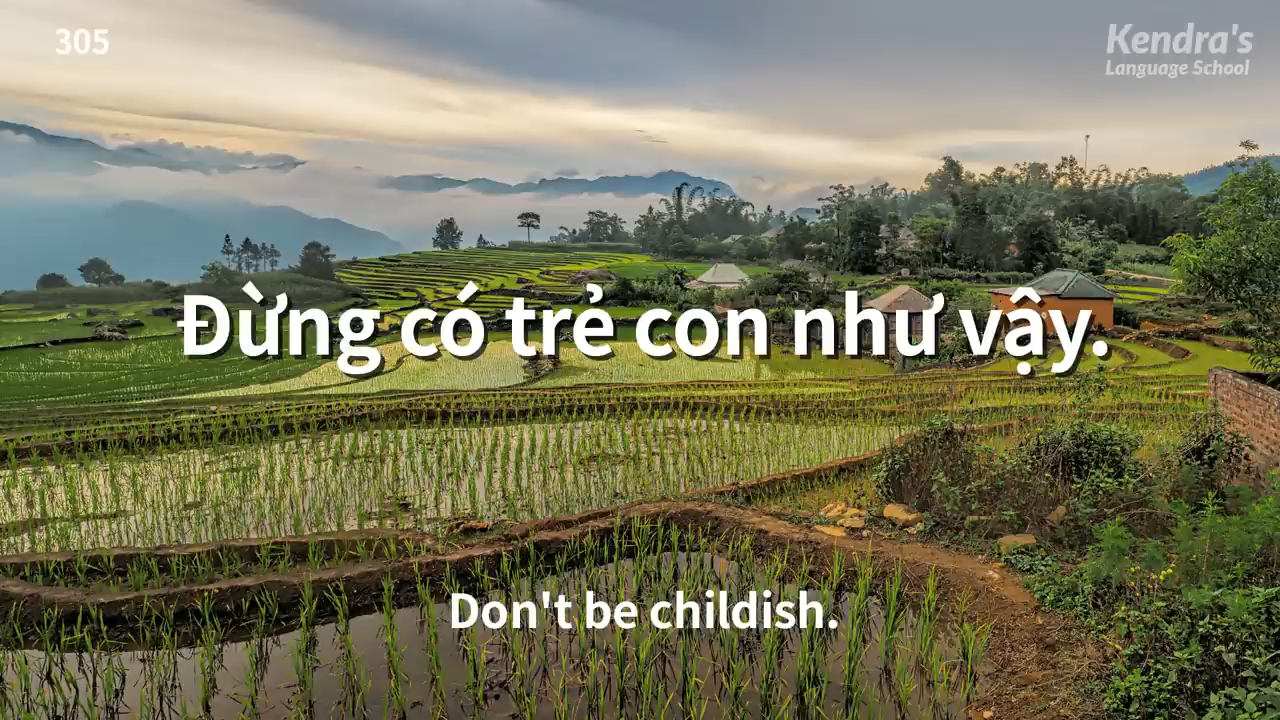 305
Kendra's
Language School
Đừng có trẻ con như vậy.
Don't be childish.